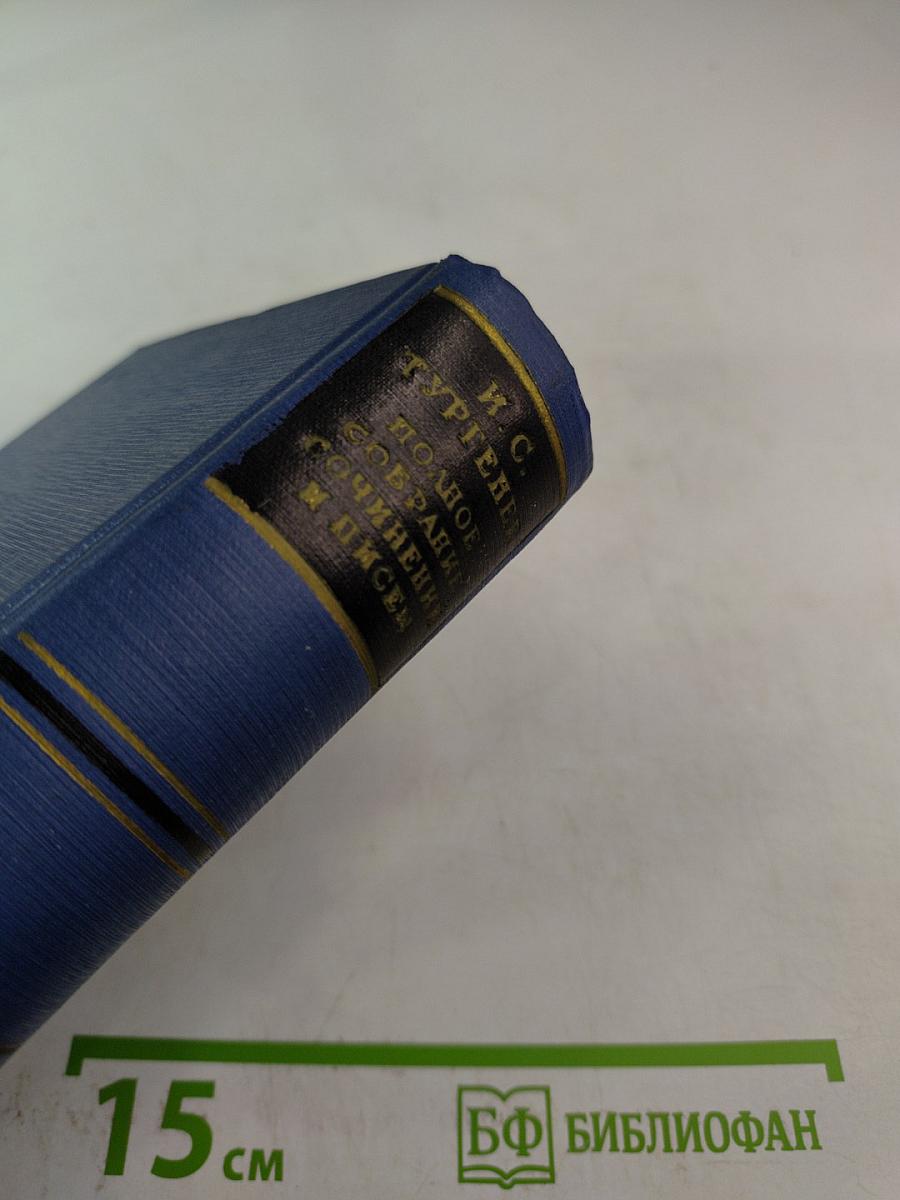 И. С.
ТУРГЕНЕВ
ПОЛНОЕ
СОБРАНИЕ
СОЧИНЕНИЙ
И ПИСЕМ
15 см
БФ БИБЛИОФАН